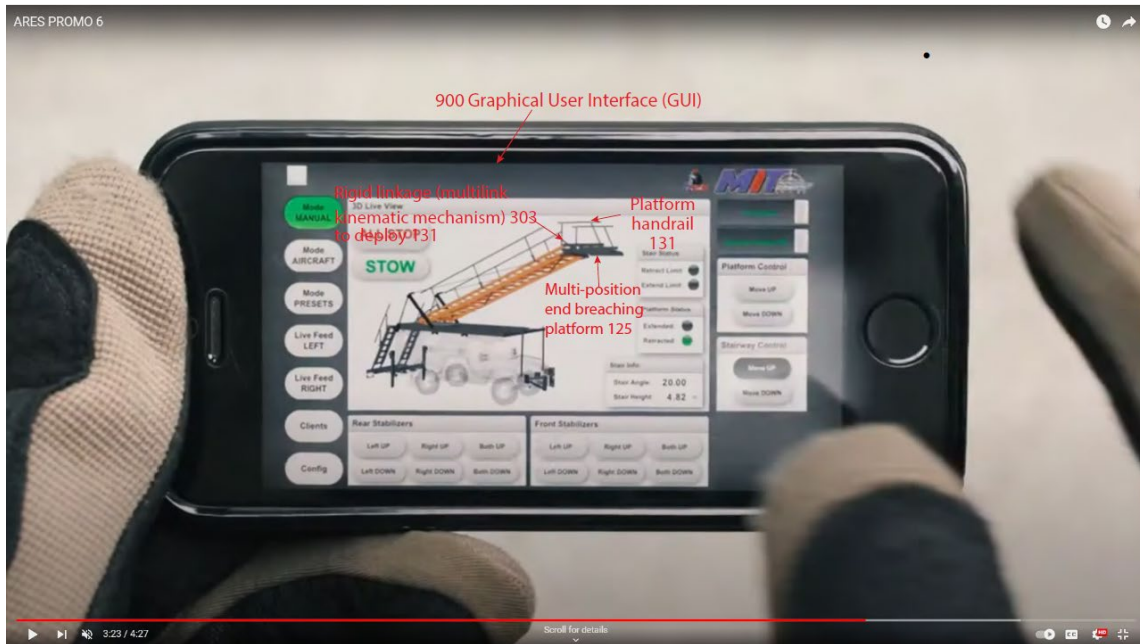 ARES PROMO 6
900 Graphical User Interface (GUI)
MIT
Mode
MANUAL
Mode
AIRCRAFT
Mode
PRESETS
Live Feed
LEFT
Live Feed
RIGHT
Clients
Config
3D Live View
Rigid linkage (multilink
kinematic mechanism) 303
to deploy 131
ALL STOP
STOW
Platform
handrail
131
Multi-position
end breaching
platform 125
Stair Status
Retract Limit
Extend Limit
Platform Status
Extended
Retracted
Stair Info:
Stair Angle: 20.00
Stair Height 4.82
Platform Control
Move UP
Move DOWN
Stairway Control
Move UP
Move DOWN
Rear Stabilizers
Left UP Right UP Both UP
Left DOWN Right DOWN Both DOWN
Front Stabilizers
Left UP Right UP Both UP
Left DOWN Right DOWN Both DOWN
3:23 / 4:27
Scroll for details
CC
HD